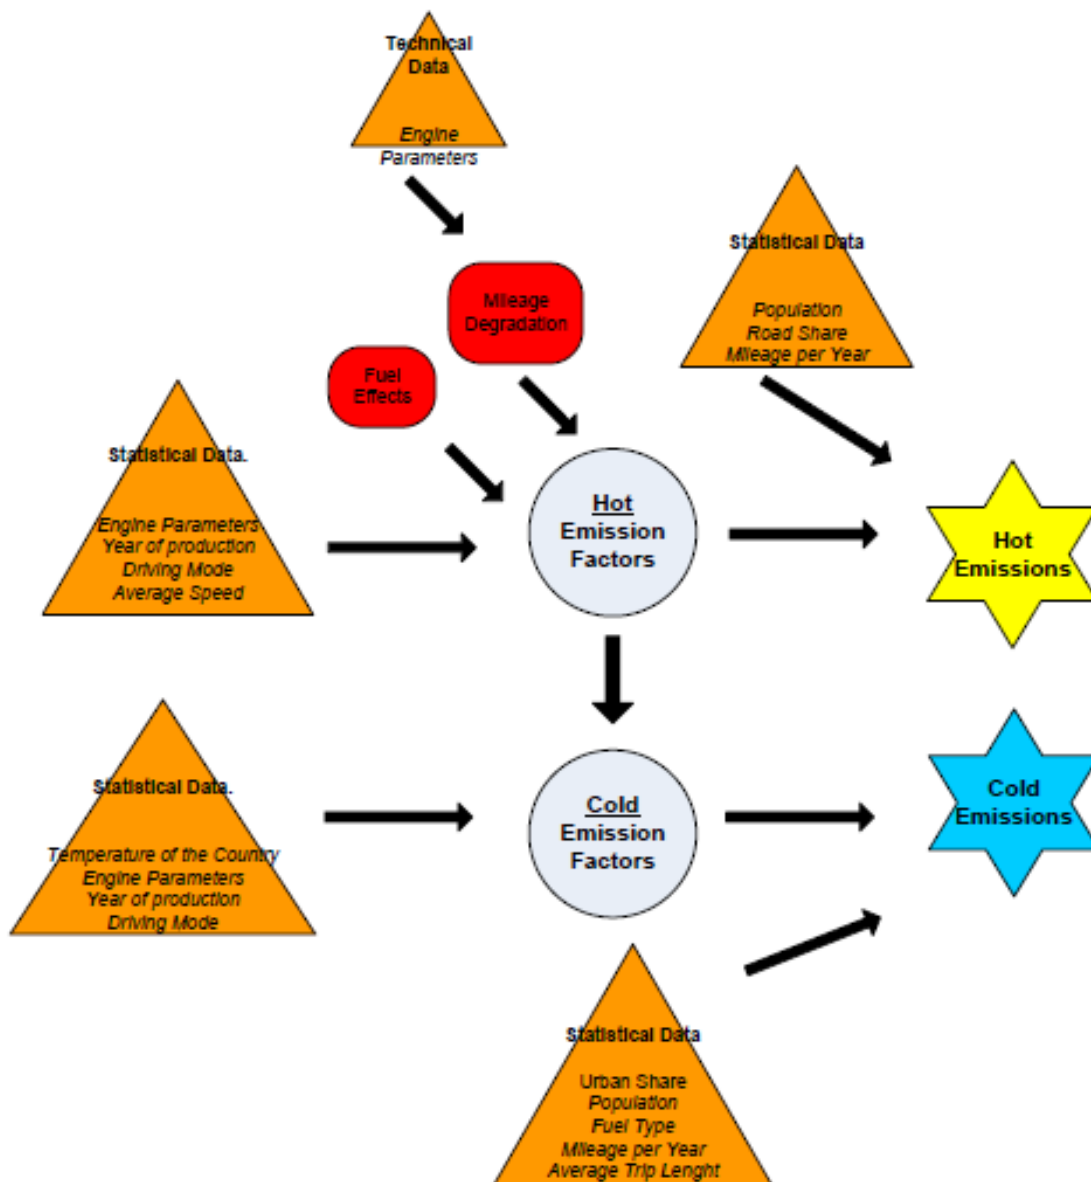 Technical
Data
Engine
Parameters
Statistical Data
Population
Road Share
Mileage per Year
Mileage
Degradation
Fuel
Effects
Statistical Data.
Engine Parameters
Year of production
Driving Mode
Average Speed
Hot
Emission
Factors
Hot
Emissions
Statistical Data.
Temperature of the Country
Engine Parameters
Year of production
Driving Mode
Cold
Emission
Factors
Cold
Emissions
Statistical Data
Urban Share
Population
Fuel Type
Mileage per Year
Average Trip Lenght